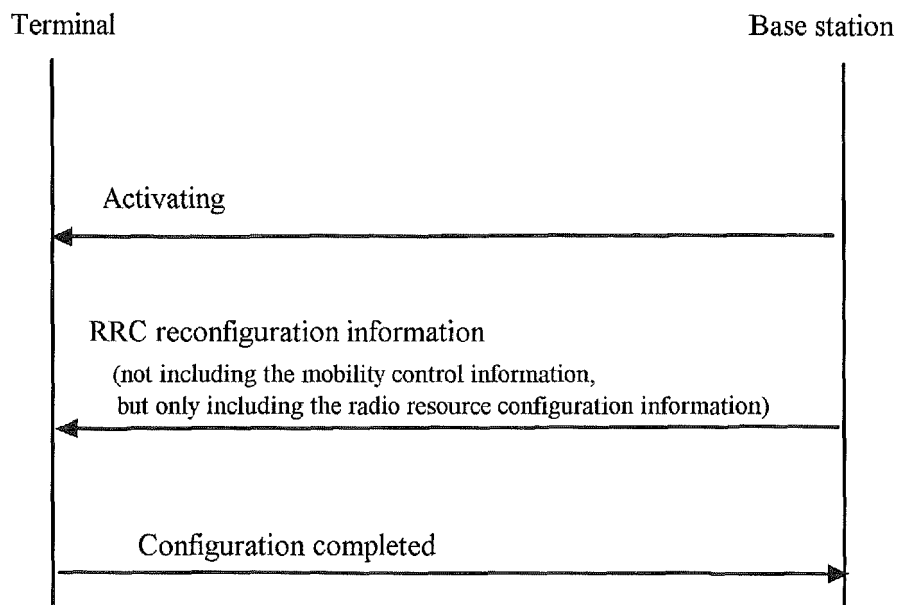 Terminal
Base station
Activating
RRC reconfiguration information
(not including the mobility control information,
but only including the radio resource configuration information)
Configuration completed